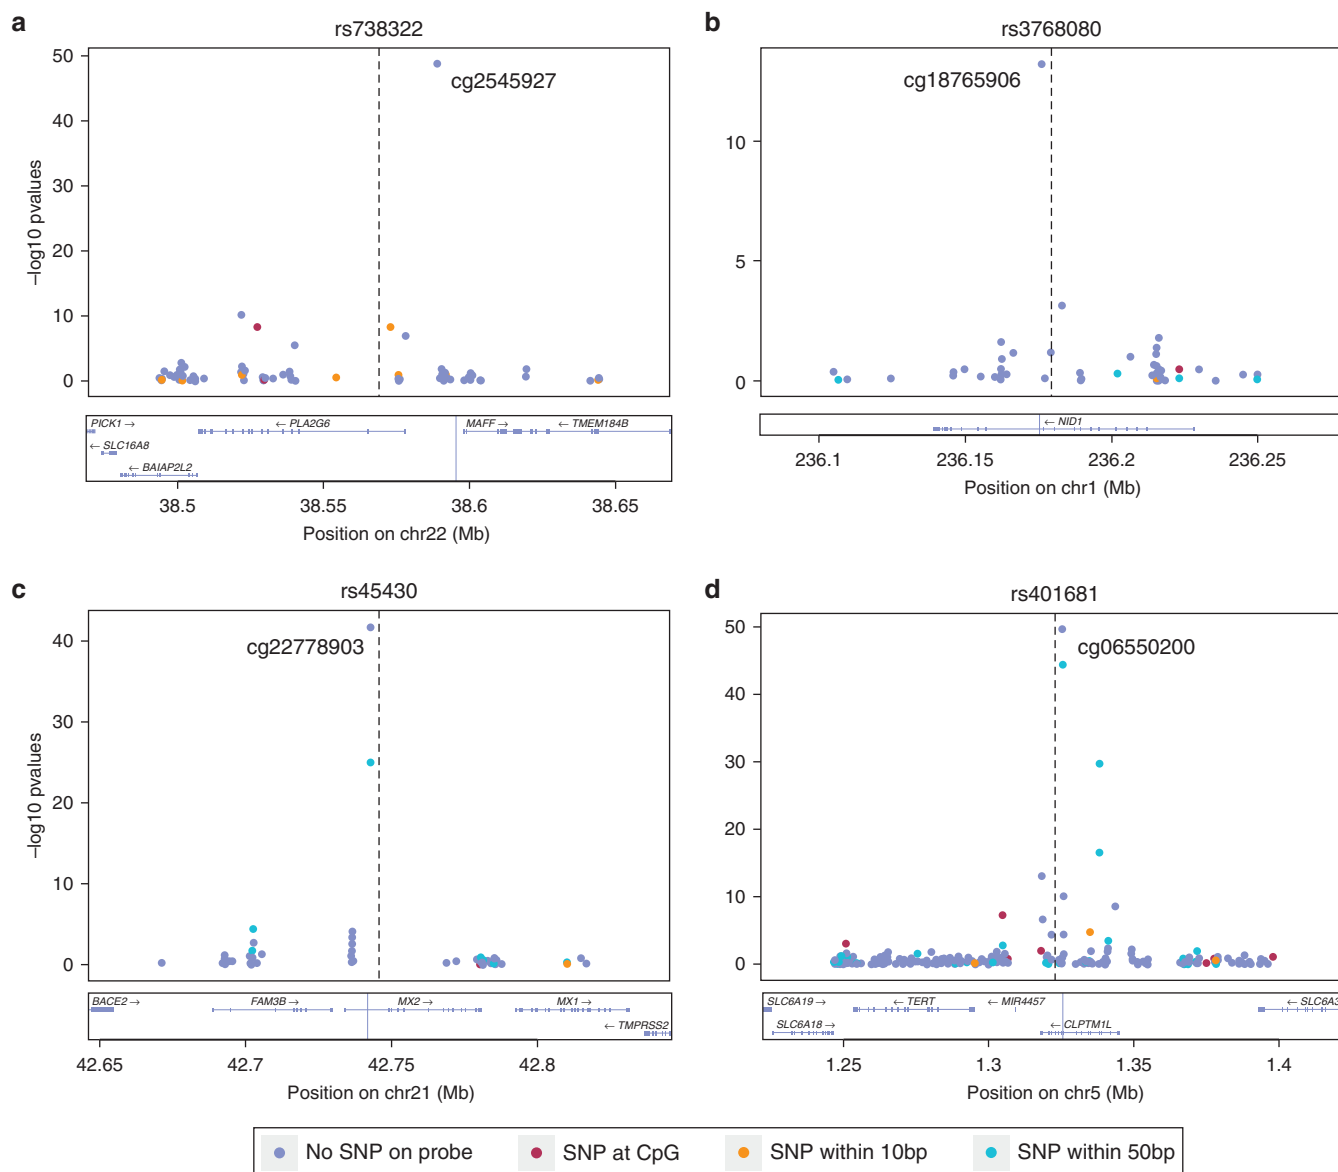 a
rs738322
50
40
30
20
10
0
−log10 pvalues
cg2545927
PICK1 →
← SLC16A8
← BAIAP2L2
← PLA2G6
MAFF →
← TMEM184B
38.5
38.55
38.6
38.65
Position on chr22 (Mb)
b
rs3768080
10
5
0
cg18765906
← NID1
236.1
236.15
236.2
236.25
Position on chr1 (Mb)
c
rs45430
40
30
20
10
0
−log10 pvalues
cg22778903
BACE2 →
FAM3B →
MX2 →
MX1 →
← TMPRSS2
42.65
42.7
42.75
42.8
Position on chr21 (Mb)
d
rs401681
50
40
30
20
10
0
cg06550200
SLC6A19 →
SLC6A18 →
← TERT
← MIR4457
← CLPTM1L
← SLC6A3
1.25
1.3
1.35
1.4
Position on chr5 (Mb)
No SNP on probe
SNP at CpG
SNP within 10bp
SNP within 50bp